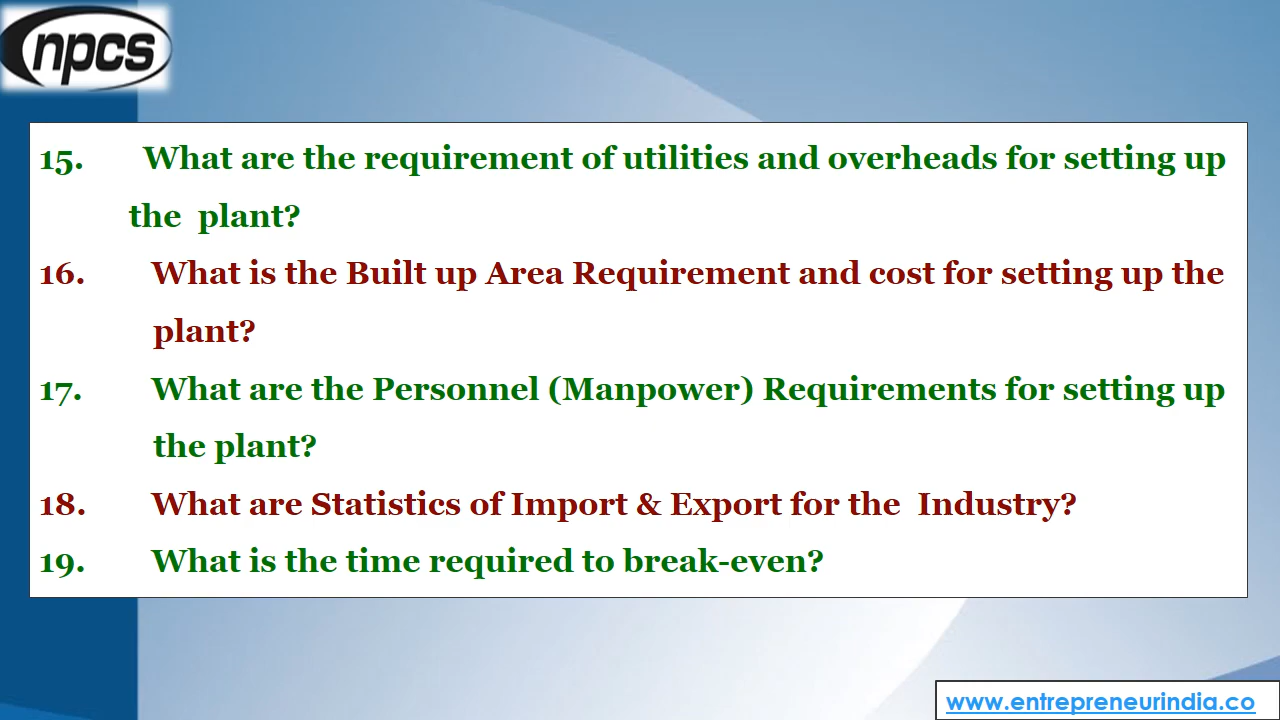 npcs
15. What are the requirement of utilities and overheads for setting up
the plant?
16. What is the Built up Area Requirement and cost for setting up the
plant?
17. What are the Personnel (Manpower) Requirements for setting up
the plant?
18. What are Statistics of Import & Export for the Industry?
19. What is the time required to break-even?
www.entrepreneurindia.co